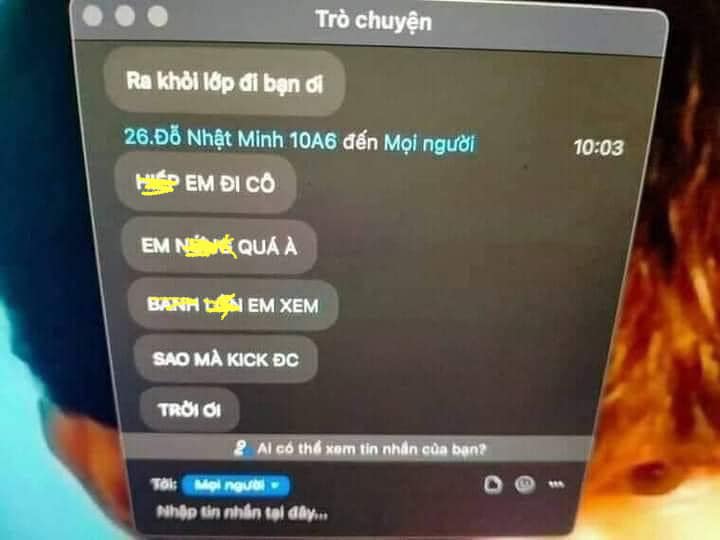 Trò chuyện
Ra khỏi lớp đi bạn ơi
26.Đỗ Nhật Minh 10A6 đến Mọi người 10:03
EM ĐI CÔ
EM QUÁ À
EM XEM
SAO MÀ KICK ĐC
TRỜI ƠI
Ai có thể xem tin nhắn của bạn?
Tới: Mọi người
Nhập tin nhắn tại đây...